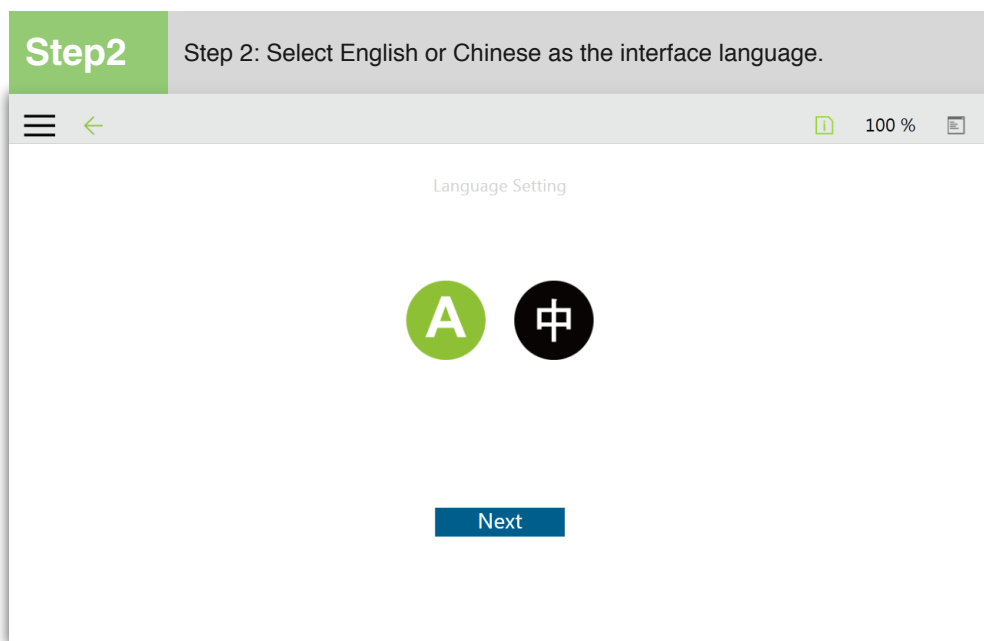 Step2
Step 2: Select English or Chinese as the interface language.
100 %
Language Setting
A 中
Next